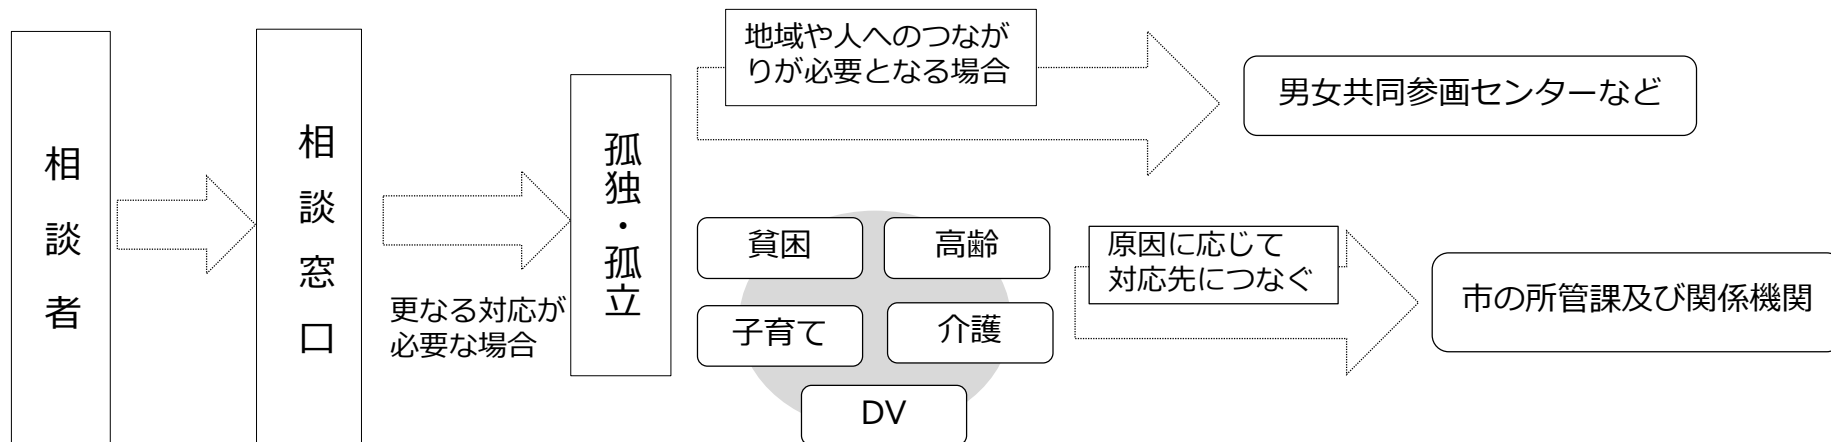 相談者
相談窓口
更なる対応が
必要な場合
孤独・孤立
地域や人へのつなが
りが必要となる場合
男女共同参画センターなど
貧困
高齢
子育て
介護
DV
原因に応じて
対応先につなぐ
市の所管課及び関係機関